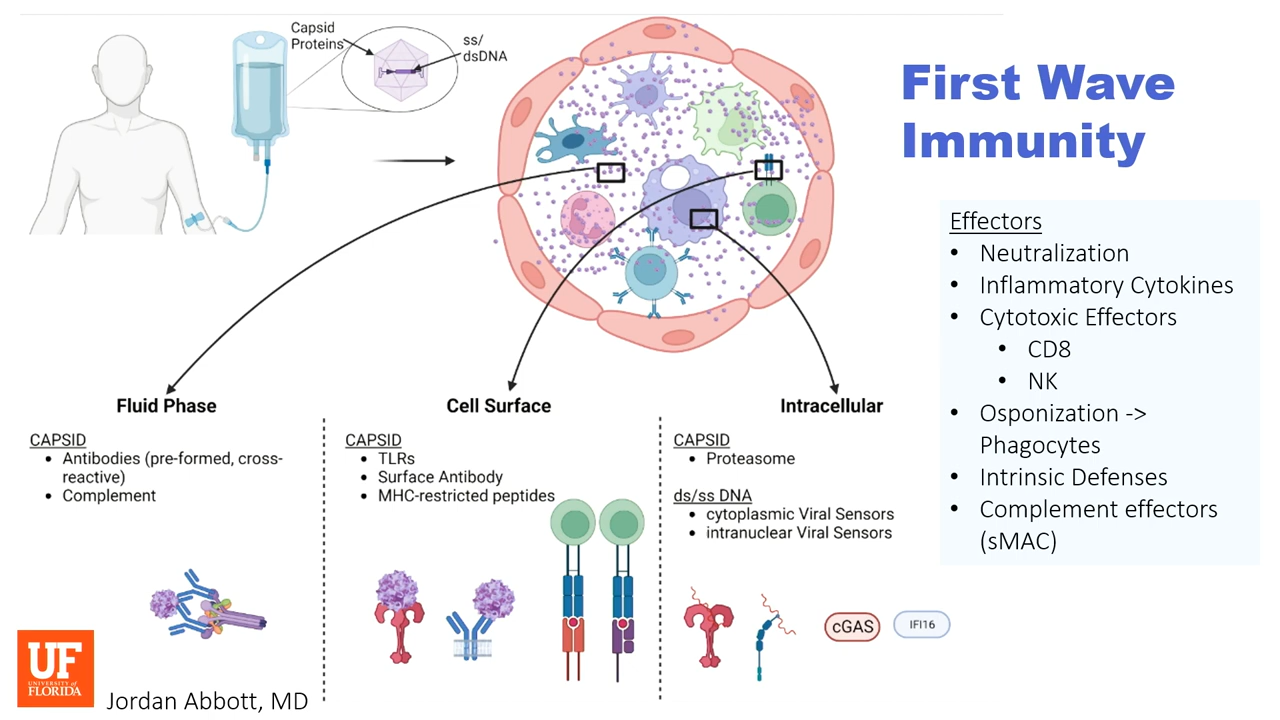 Capsid
Proteins
ss/
dsDNA
First Wave
Immunity
Effectors
• Neutralization
• Inflammatory Cytokines
• Cytotoxic Effectors
• CD8
• NK
• Osponization ->
Phagocytes
• Intrinsic Defenses
• Complement effectors
(sMAC)
Fluid Phase
CAPSID
• Antibodies (pre-formed, cross-
reactive)
• Complement
Cell Surface
CAPSID
• TLRs
• Surface Antibody
• MHC-restricted peptides
Intracellular
CAPSID
• Proteasome
ds/ss DNA
• cytoplasmic Viral Sensors
• intranuclear Viral Sensors
cGAS
IFI16
UF
UNIVERSITY of
FLORIDA
Jordan Abbott, MD